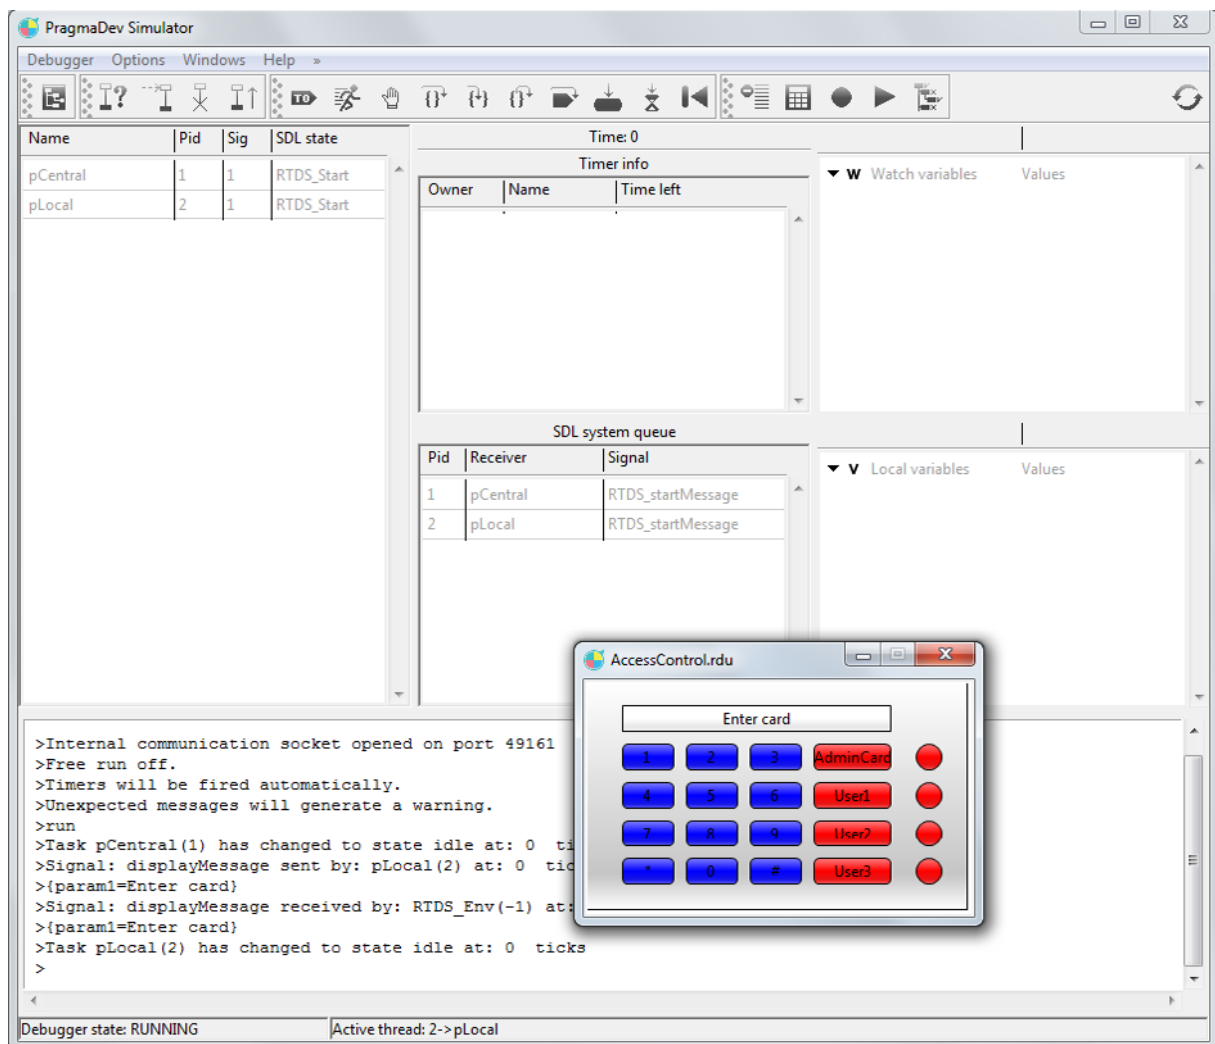 PragmaDev Simulator
Debugger Options Windows Help »
I? I↑ TO {} {} {}
Name Pid Sig SDL state
pCentral 1 1 RTDS_Start
pLocal 2 1 RTDS_Start
Time: 0
Timer info
Owner Name Time left
W Watch variables Values
SDL system queue
Pid Receiver Signal
1 pCentral RTDS_startMessage
2 pLocal RTDS_startMessage
V Local variables Values
>Internal communication socket opened on port 49161
>Free run off.
>Timers will be fired automatically.
>Unexpected messages will generate a warning.
>run
>Task pCentral(1) has changed to state idle at: 0 ti
>Signal: displayMessage sent by: pLocal(2) at: 0 tic
>{param1=Enter card}
>Signal: displayMessage received by: RTDS_Env(-1) at:
>{param1=Enter card}
>Task pLocal(2) has changed to state idle at: 0 ticks
>
AccessControl.rdu
Enter card
1 2 3 AdminCard
4 5 6 User1
7 8 9 User2
* 0 # User3
Debugger state: RUNNING
Active thread: 2->pLocal